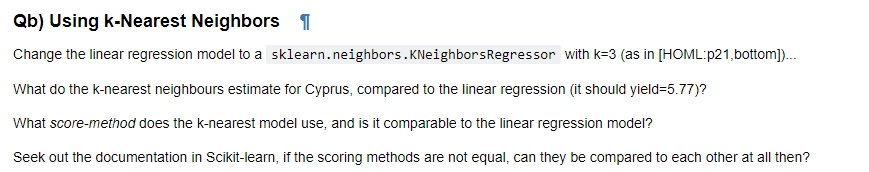 Qb) Using k-Nearest Neighbors ¶
Change the linear regression model to a sklearn.neighbors.KNeighborsRegressor with k=3 (as in [HOML:p21,bottom])...
What do the k-nearest neighbours estimate for Cyprus, compared to the linear regression (it should yield=5.77)?
What score-method does the k-nearest model use, and is it comparable to the linear regression model?
Seek out the documentation in Scikit-learn, if the scoring methods are not equal, can they be compared to each other at all then?